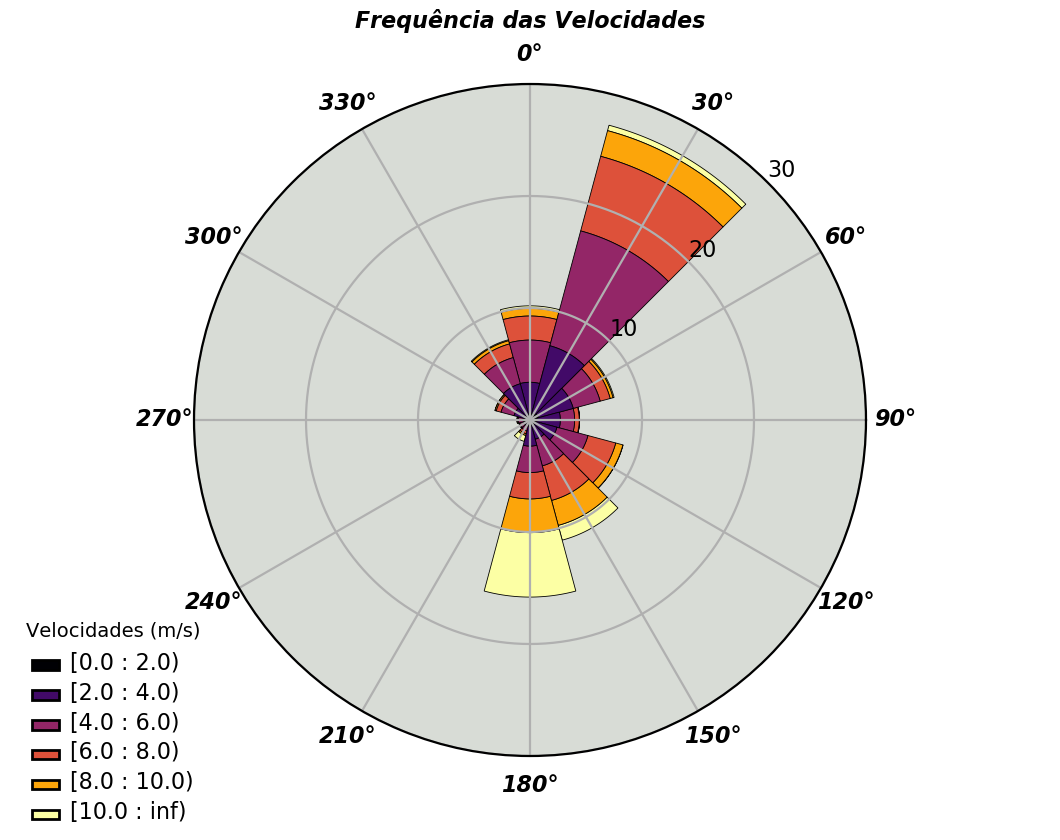 Frequência das Velocidades
0°
330°
30°
30
300°
60°
20
10
270°
90°
240°
120°
Velocidades (m/s)
[0.0 : 2.0)
[2.0 : 4.0)
[4.0 : 6.0)
[6.0 : 8.0)
[8.0 : 10.0)
[10.0 : inf)
210°
150°
180°